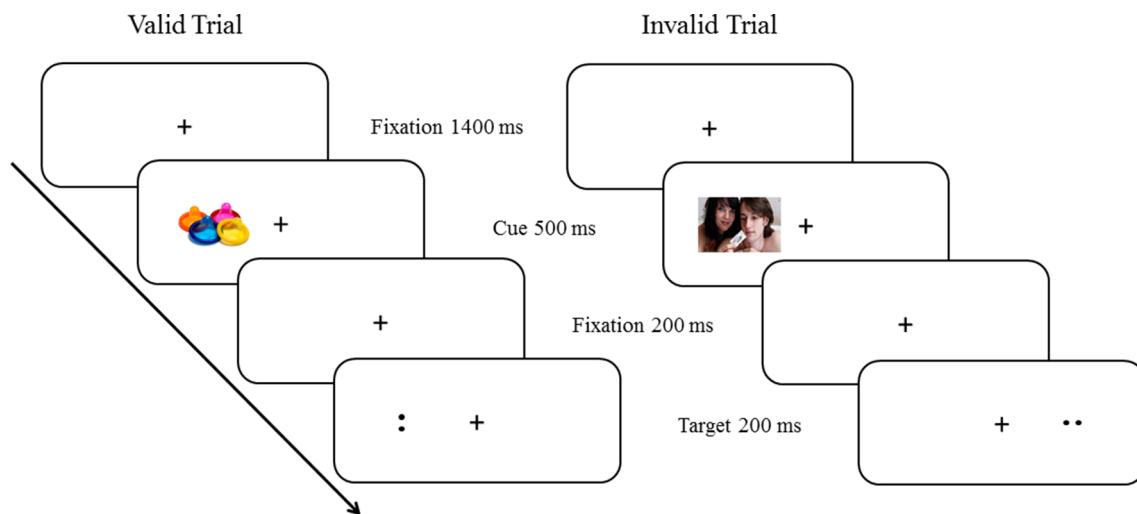 Valid Trial
Invalid Trial
Fixation 1400 ms
Cue 500 ms
Fixation 200 ms
Target 200 ms